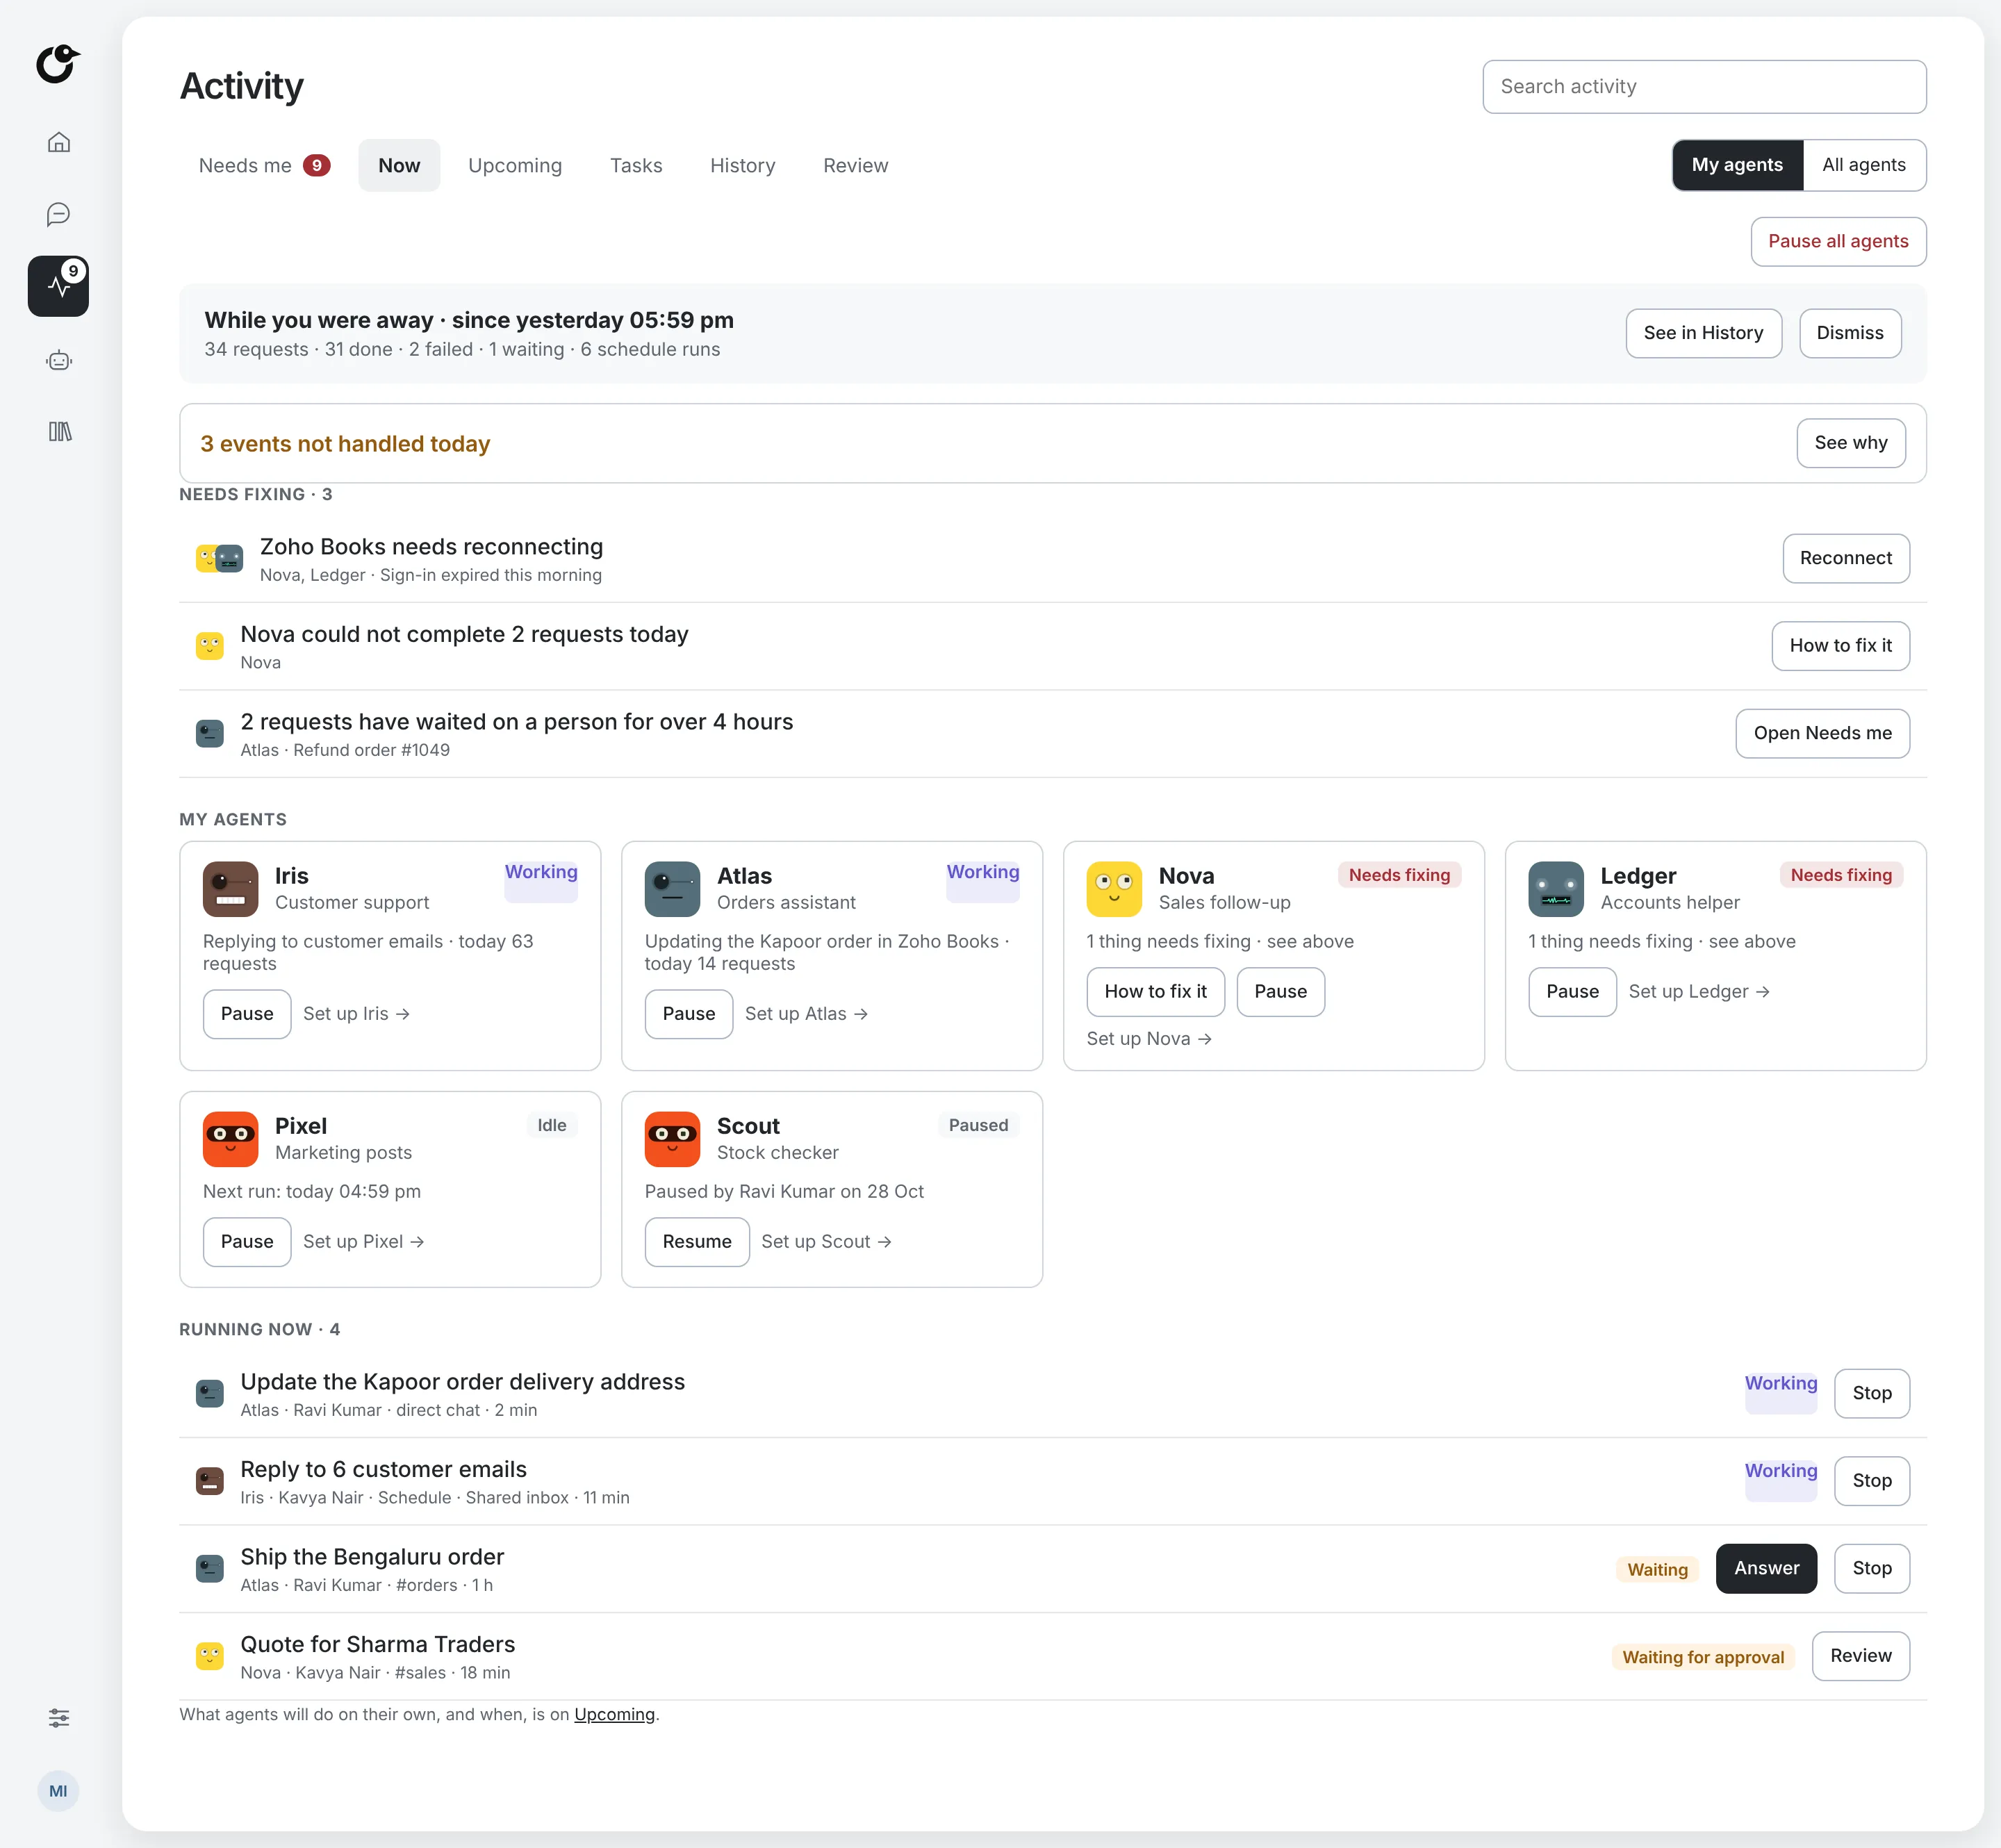 Activity
Search activity
Needs me 9
Now
Upcoming
Tasks
History
Review
My agents
All agents
Pause all agents
9
While you were away · since yesterday 05:59 pm
34 requests · 31 done · 2 failed · 1 waiting · 6 schedule runs
See in History
Dismiss
3 events not handled today
See why
NEEDS FIXING · 3
Zoho Books needs reconnecting
Nova, Ledger · Sign-in expired this morning
Reconnect
Nova could not complete 2 requests today
Nova
How to fix it
2 requests have waited on a person for over 4 hours
Atlas · Refund order #1049
Open Needs me
MY AGENTS
Iris
Working
Customer support
Replying to customer emails · today 63
requests
Pause
Set up Iris →
Atlas
Working
Orders assistant
Updating the Kapoor order in Zoho Books ·
today 14 requests
Pause
Set up Atlas →
Nova
Needs fixing
Sales follow-up
1 thing needs fixing · see above
How to fix it
Pause
Set up Nova →
Ledger
Needs fixing
Accounts helper
1 thing needs fixing · see above
Pause
Set up Ledger →
Pixel
Idle
Marketing posts
Next run: today 04:59 pm
Pause
Set up Pixel →
Scout
Paused
Stock checker
Paused by Ravi Kumar on 28 Oct
Resume
Set up Scout →
RUNNING NOW · 4
Update the Kapoor order delivery address
Atlas · Ravi Kumar · direct chat · 2 min
Working
Stop
Reply to 6 customer emails
Iris · Kavya Nair · Schedule · Shared inbox · 11 min
Working
Stop
Ship the Bengaluru order
Atlas · Ravi Kumar · #orders · 1 h
Waiting
Answer
Stop
Quote for Sharma Traders
Nova · Kavya Nair · #sales · 18 min
Waiting for approval
Review
What agents will do on their own, and when, is on Upcoming.
MI